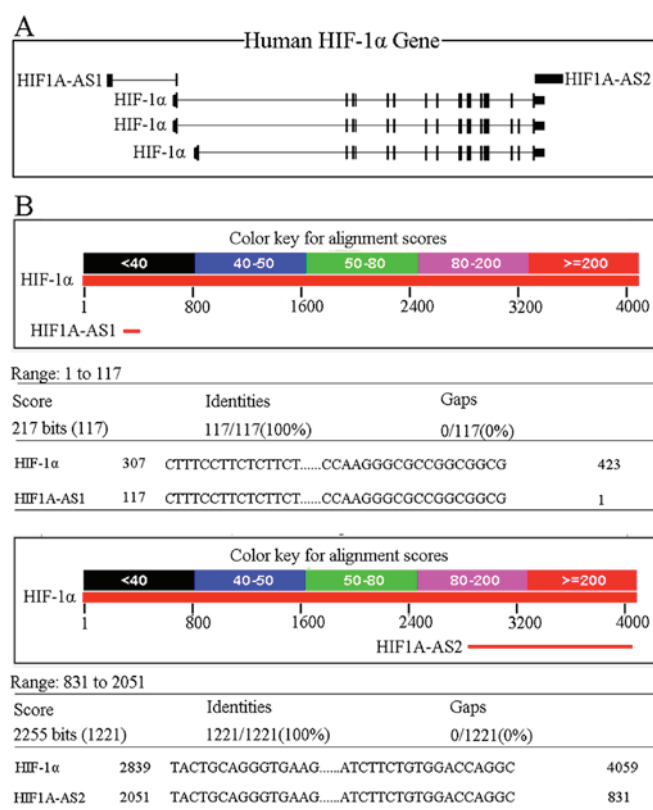 A
Human HIF-1α Gene
HIF1A-AS1 HIF1A-AS2
HIF-1α
HIF-1α
HIF-1α
B
Color key for alignment scores
<40 40-50 50-80 80-200 >=200
HIF-1α
1 800 1600 2400 3200 4000
HIF1A-AS1
Range: 1 to 117
Score Identities Gaps
217 bits (117) 117/117(100%) 0/117(0%)
HIF-1α 307 CTTTCCTTCTCTTCT......CCAAGGGCGCCGGCGGCG 423
HIF1A-AS1 117 CTTTCCTTCTCTTCT......CCAAGGGCGCCGGCGGCG 1
Color key for alignment scores
<40 40-50 50-80 80-200 >=200
HIF-1α
1 800 1600 2400 3200 4000
HIF1A-AS2
Range: 831 to 2051
Score Identities Gaps
2255 bits (1221) 1221/1221(100%) 0/1221(0%)
HIF-1α 2839 TACTGCAGGGTGAAG......ATCTTCTGTGGACCAGGC 4059
HIF1A-AS2 2051 TACTGCAGGGTGAAG......ATCTTCTGTGGACCAGGC 831